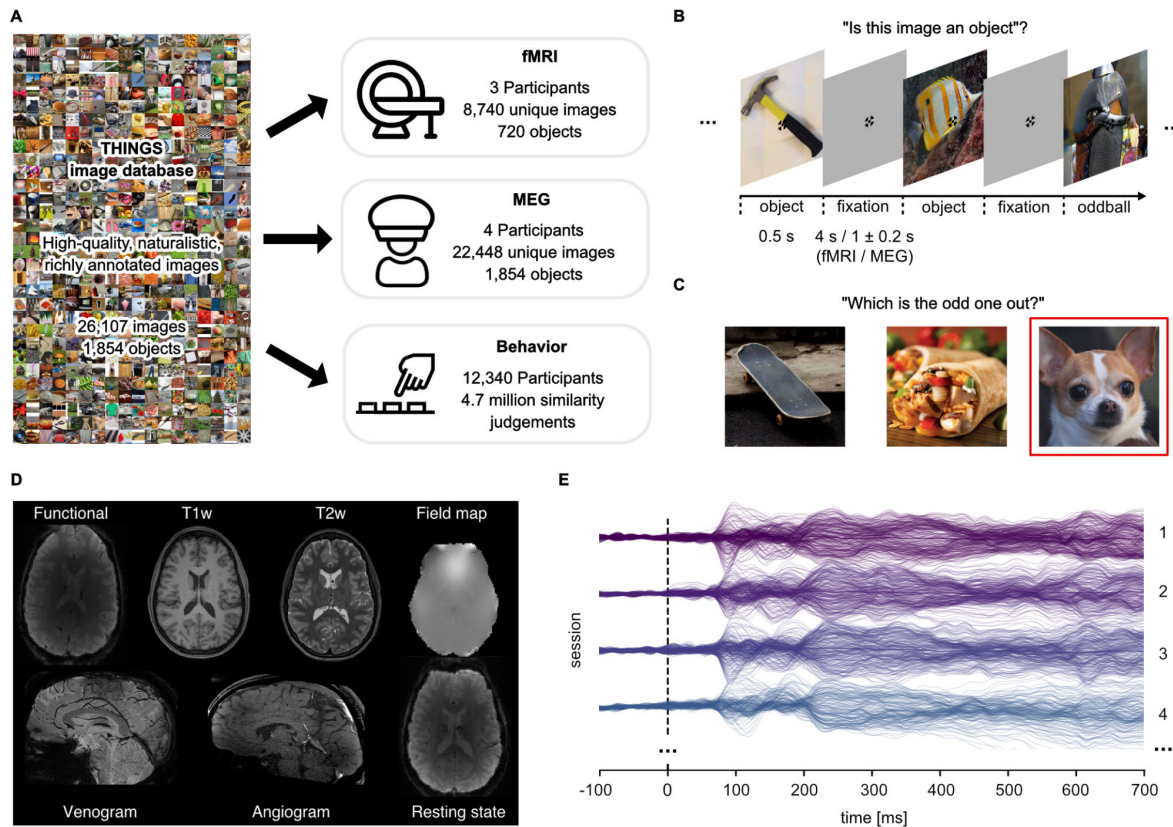 A
THINGS
image database
High-quality, naturalistic,
richly annotated images
26,107 images
1,854 objects
fMRI
3 Participants
8,740 unique images
720 objects
MEG
4 Participants
22,448 unique images
1,854 objects
Behavior
12,340 Participants
4.7 million similarity
judgements
B
"Is this image an object"?
...
...
object
fixation
object
fixation
oddball
0.5 s
4 s / 1 ± 0.2 s
(fMRI / MEG)
C
"Which is the odd one out?"
D
Functional
T1w
T2w
Field map
Venogram
Angiogram
Resting state
E
session
1
2
3
4
...
...
-100
0
100
200
300
400
500
600
700
time [ms]